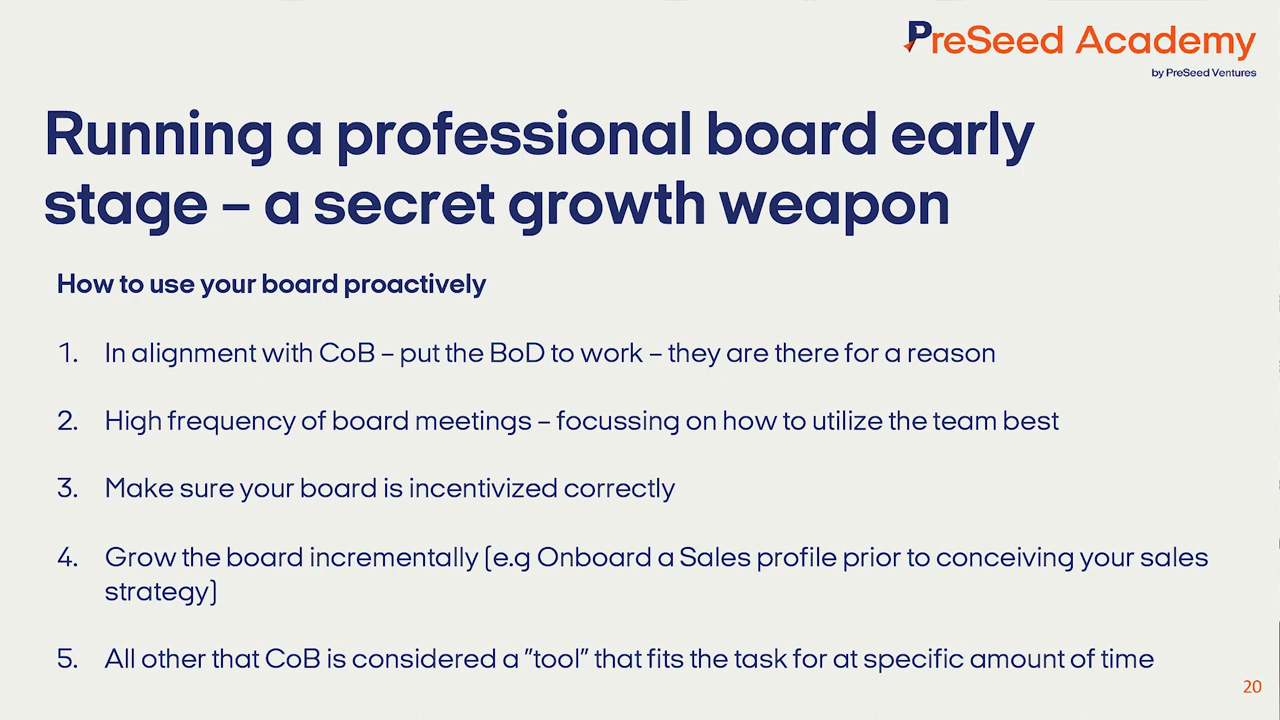 PreSeed Academy
by PreSeed Ventures
Running a professional board early
stage – a secret growth weapon
How to use your board proactively
1. In alignment with CoB – put the BoD to work – they are there for a reason
2. High frequency of board meetings – focussing on how to utilize the team best
3. Make sure your board is incentivized correctly
4. Grow the board incrementally (e.g Onboard a Sales profile prior to conceiving your sales
strategy)
5. All other that CoB is considered a "tool" that fits the task for at specific amount of time
20